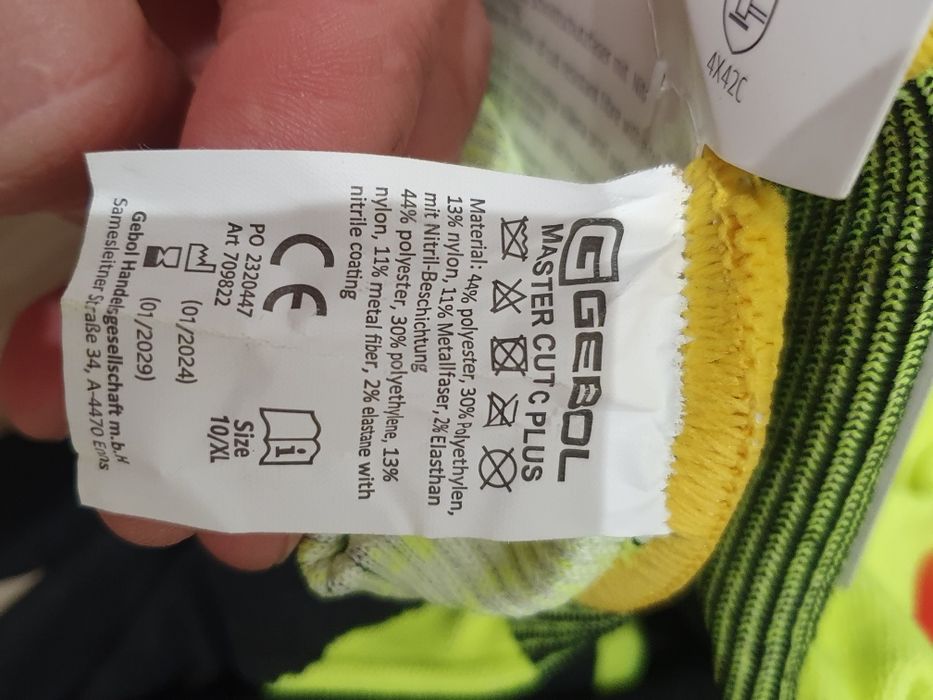 GEBOL
MASTER CUT C PLUS
Material: 44% polyester, 30% Polyethylen,
13% nylon, 11% Metallfaser, 2% Elasthan
mit Nitril-Beschichtung
44% polyester, 30% polyethylene, 13%
nylon, 11% metal fiber, 2% elastane with
nitrile coating
CE
i
PO 2320447
Art 709822
Size
10/XL
(01/2024)
(01/2029)
Gebol Handelsgesellschaft m.b.H
Samesleitner Straße 34, A-4470 Enns
4X42C